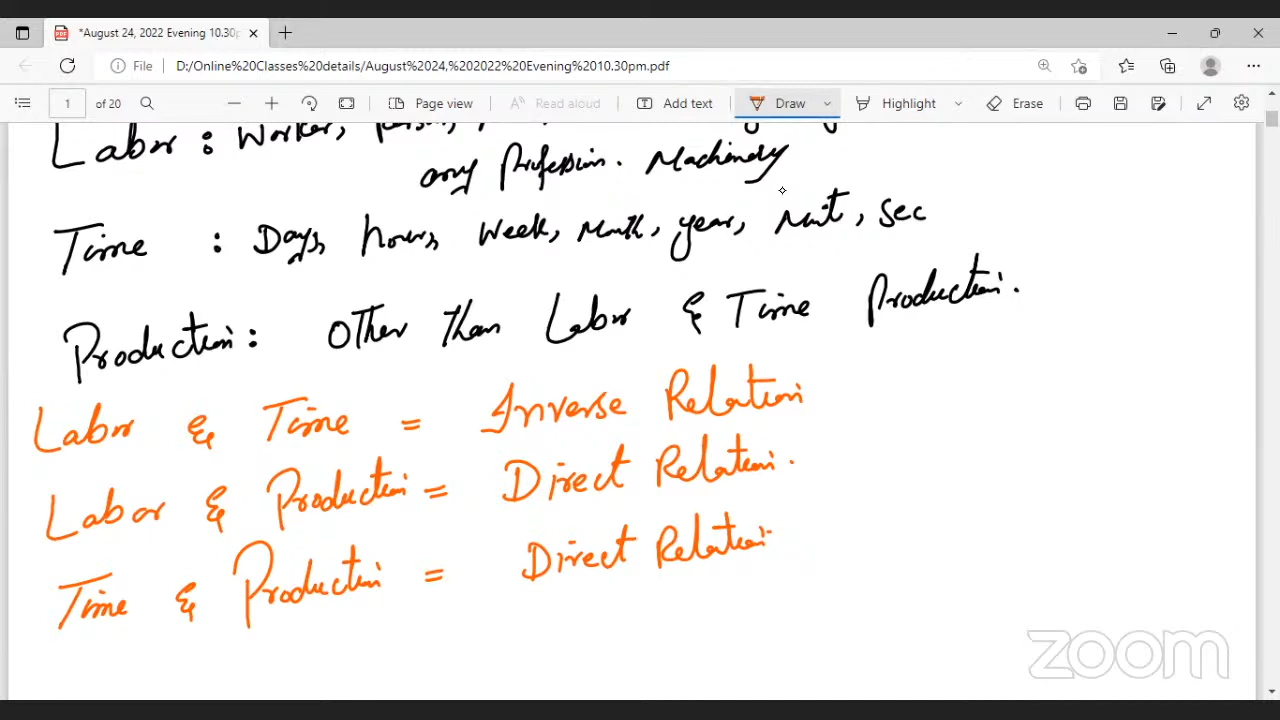 *August 24, 2022 Evening 10.30p
File D:/Online%20Classes%20details/August%2024,%202022%20Evening%2010.30pm.pdf
1 of 20 Page view Read aloud Add text Draw Highlight Erase
Labor : Worker, Person,
any Profession. Machinery
Time : Days, hours, Week, Month, year, Mint, Sec
Production: Other than Labor & Time Production.
Labor & Time = Inverse Relation
Labor & Production = Direct Relation.
Time & Production = Direct Relation.
zoom